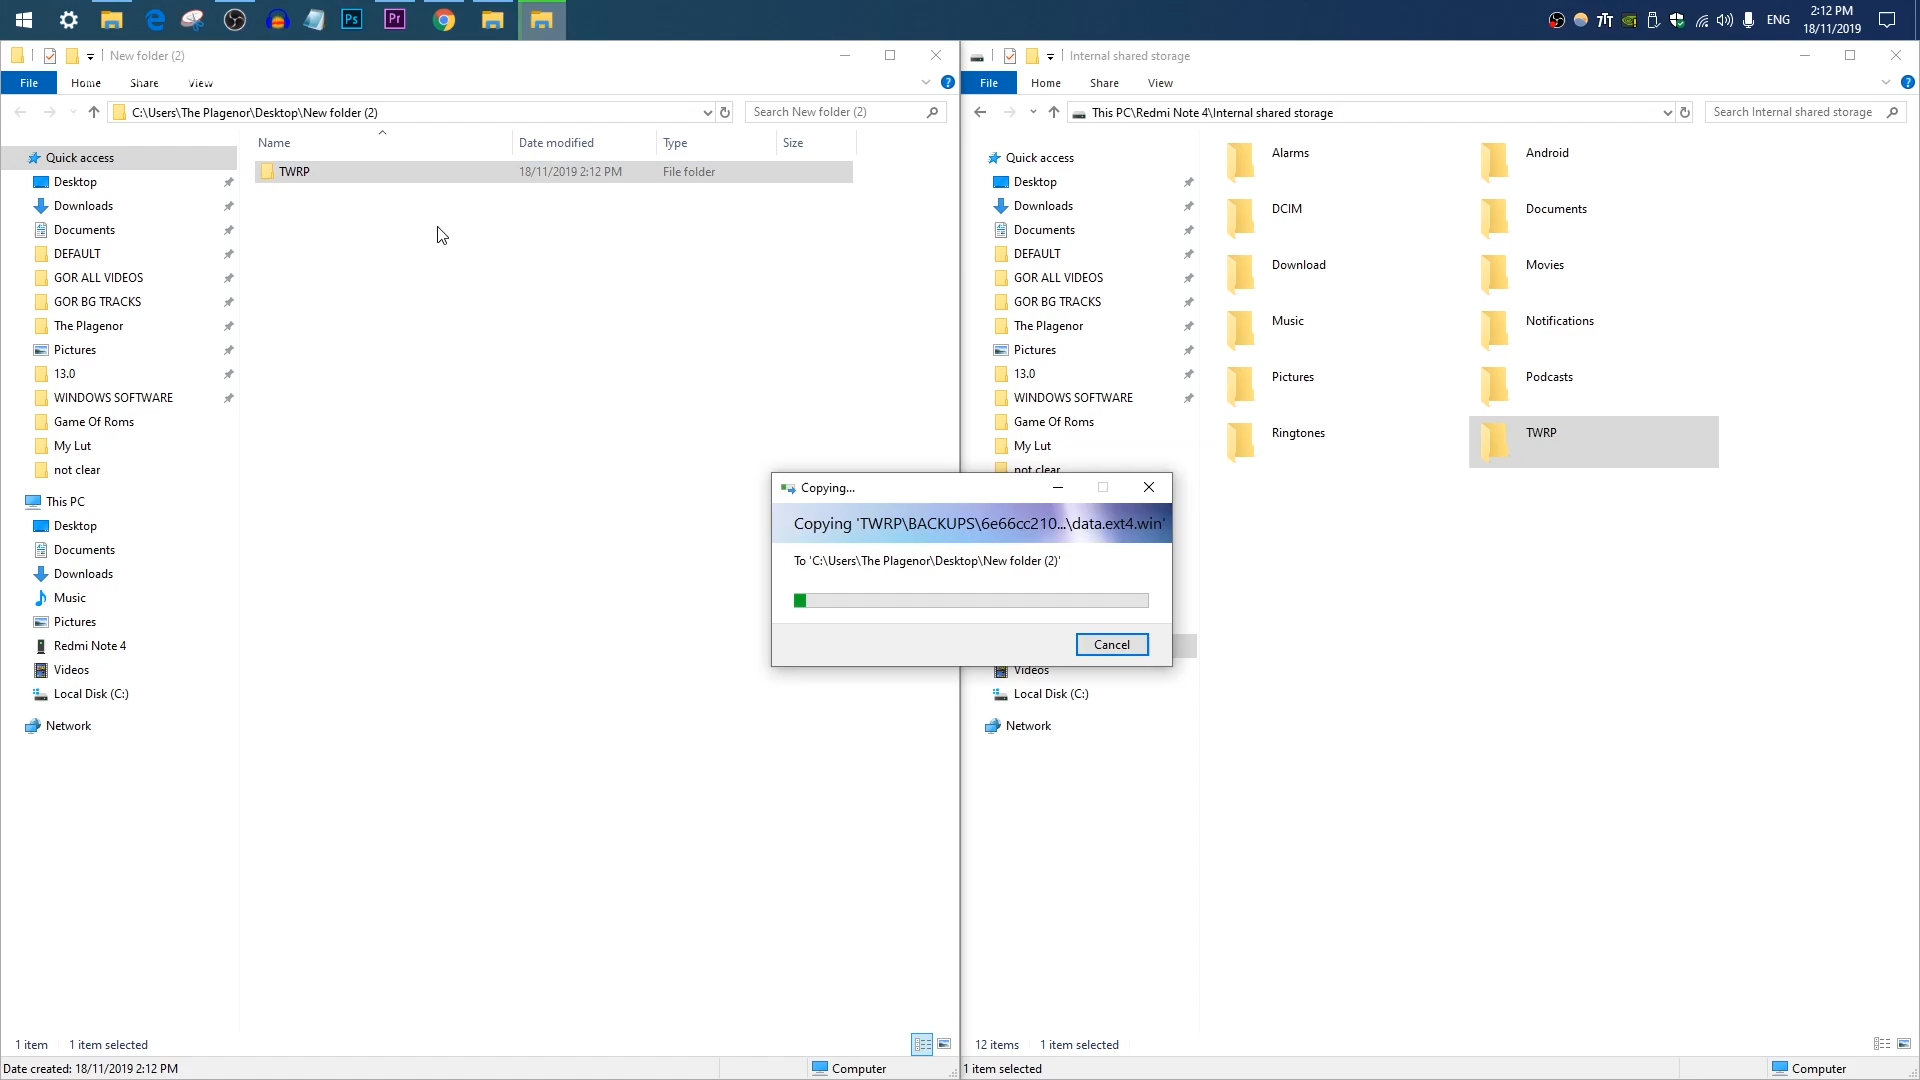 Ps
Pr
ENG
2:12 PM
18/11/2019
New folder (2)
File
Home
Share
View
C:\Users\The Plagenor\Desktop\New folder (2)
Search New folder (2)
Quick access
Desktop
Downloads
Documents
DEFAULT
GOR ALL VIDEOS
GOR BG TRACKS
The Plagenor
Pictures
13.0
WINDOWS SOFTWARE
Game Of Roms
My Lut
not clear
This PC
Desktop
Documents
Downloads
Music
Pictures
Redmi Note 4
Videos
Local Disk (C:)
Network
Name
Date modified
Type
Size
TWRP
18/11/2019 2:12 PM
File folder
1 item
1 item selected
Date created: 18/11/2019 2:12 PM
Computer
Internal shared storage
File
Home
Share
View
This PC\Redmi Note 4\Internal shared storage
Search Internal shared storage
Quick access
Desktop
Downloads
Documents
DEFAULT
GOR ALL VIDEOS
GOR BG TRACKS
The Plagenor
Pictures
13.0
WINDOWS SOFTWARE
Game Of Roms
My Lut
not clear
Videos
Local Disk (C:)
Network
Alarms
Android
DCIM
Documents
Download
Movies
Music
Notifications
Pictures
Podcasts
Ringtones
TWRP
Copying...
Copying 'TWRP\BACKUPS\6e66cc210...\data.ext4.win'
To 'C:\Users\The Plagenor\Desktop\New folder (2)'
Cancel
12 items
1 item selected
1 item selected
Computer